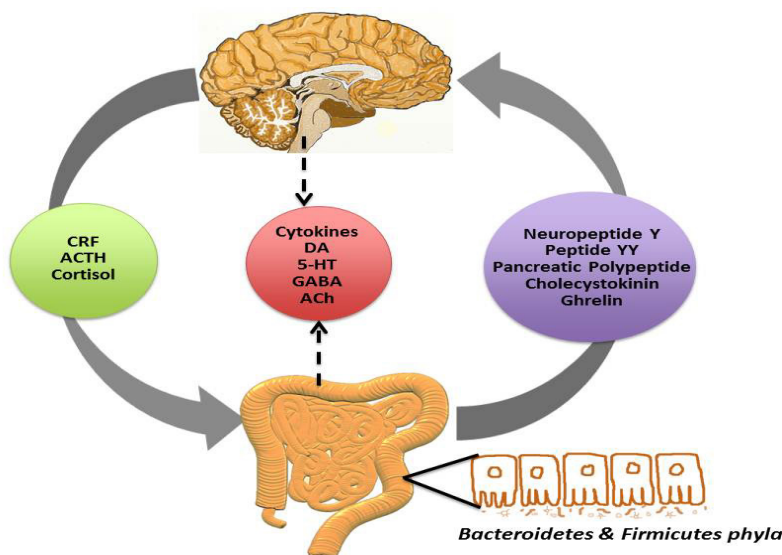 CRF
ACTH
Cortisol
Cytokines
DA
5-HT
GABA
ACh
Neuropeptide Y
Peptide YY
Pancreatic Polypeptide
Cholecystokinin
Ghrelin
Bacteroidetes & Firmicutes phyla